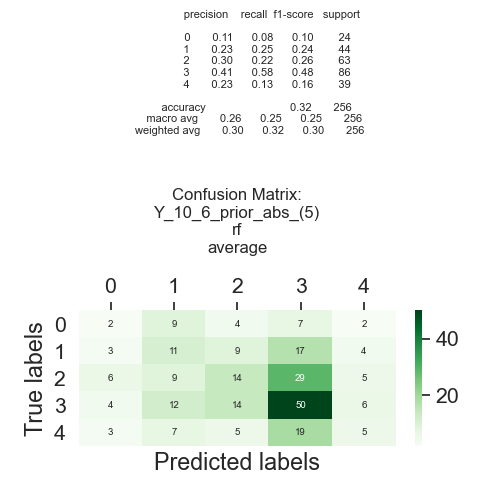 precision recall f1-score support
0 0.11 0.08 0.10 24
1 0.23 0.25 0.24 44
2 0.30 0.22 0.26 63
3 0.41 0.58 0.48 86
4 0.23 0.13 0.16 39
accuracy 0.32 256
macro avg 0.26 0.25 0.25 256
weighted avg 0.30 0.32 0.30 256
Confusion Matrix:
Y_10_6_prior_abs_(5)
rf
average
0 1 2 3 4
0 2 9 4 7 2
1 3 11 9 17 4
2 6 9 14 29 5
3 4 12 14 50 6
4 3 7 5 19 5
True labels
Predicted labels
40
20